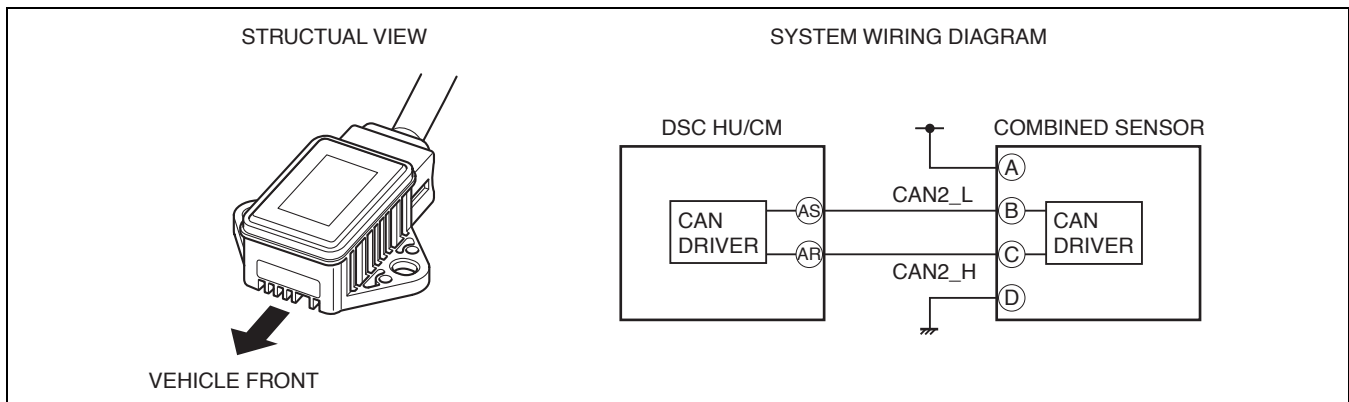 STRUCTUAL VIEW
SYSTEM WIRING DIAGRAM
DSC HU/CM
COMBINED SENSOR
A
CAN2_L
CAN
DRIVER
AS
B
CAN
DRIVER
AR
C
CAN2_H
D
VEHICLE FRONT